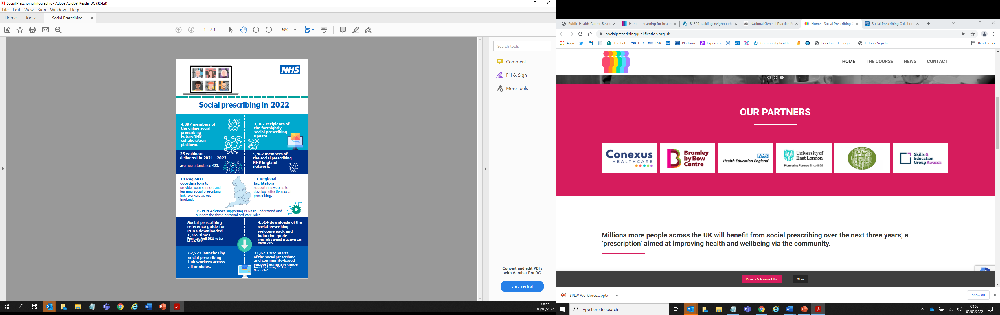 Social Prescribing Infographic - Adobe Acrobat Reader DC (32-bit)
File Edit View Sign Window Help
Home Tools Social Prescribing I... ×
1 / 1 50%
Search tools
Comment
Fill & Sign
More Tools
Convert and edit PDFs
with Acrobat Pro DC
Start Free Trial
NHS
Social prescribing in 2022
4,897 members of
the online social
prescribing
FutureNHS
collaboration
platform.
4,367 recipients of
the fortnightly
social prescribing
update.
25 webinars
delivered in 2021 - 2022
average attendance 435.
5,967 members of
the social prescribing
NHS England
network.
10 Regional
coordinators to
provide peer support and
learning social prescribing
link workers across
England.
11 Regional
facilitators
supporting systems to
develop effective social
prescribing.
15 PCN Advisors supporting PCNs to understand and
support the three personalised care roles
Social prescribing
reference guide for
PCNs downloaded
1,365 times
From 1st April 2021 to 1st
March 2022
4,514 downloads of the
social prescribing
welcome pack and
induction guide
From 5th September 2019 to 1st
March 2022
67,224 launches by
social prescribing
link workers across
all modules.
31,673 site visits
of the social prescribing
and community-based
support summary guide
From 31st January 2019 to 1st
March 2022
08:55
03/03/2022
Public_Health_Career_Resou Home - elearning for health B1366-tackling-neighbourh National General Practice P Home - Social Prescribing Q Social Prescribing Collabora
socialprescribingqualification.org.uk
Apps The hub ESR ESR Platform Expenses Community health... Pers Care demogra... Futures Sign In Reading list
HOME THE COURSE NEWS CONTACT
OUR PARTNERS
Conexus
HEALTHCARE
Bromley
by Bow
Centre
NHS
Health Education England
University of
East London
Pioneering Futures Since 1898
health
social
people
Skills &
Education
Group Awards
Millions more people across the UK will benefit from social prescribing over the next three years; a
‘prescription’ aimed at improving health and wellbeing via the community.
Privacy & Terms of Use Close
SPLW Workforce....pptx Show all
Type here to search
08:55
03/03/2022